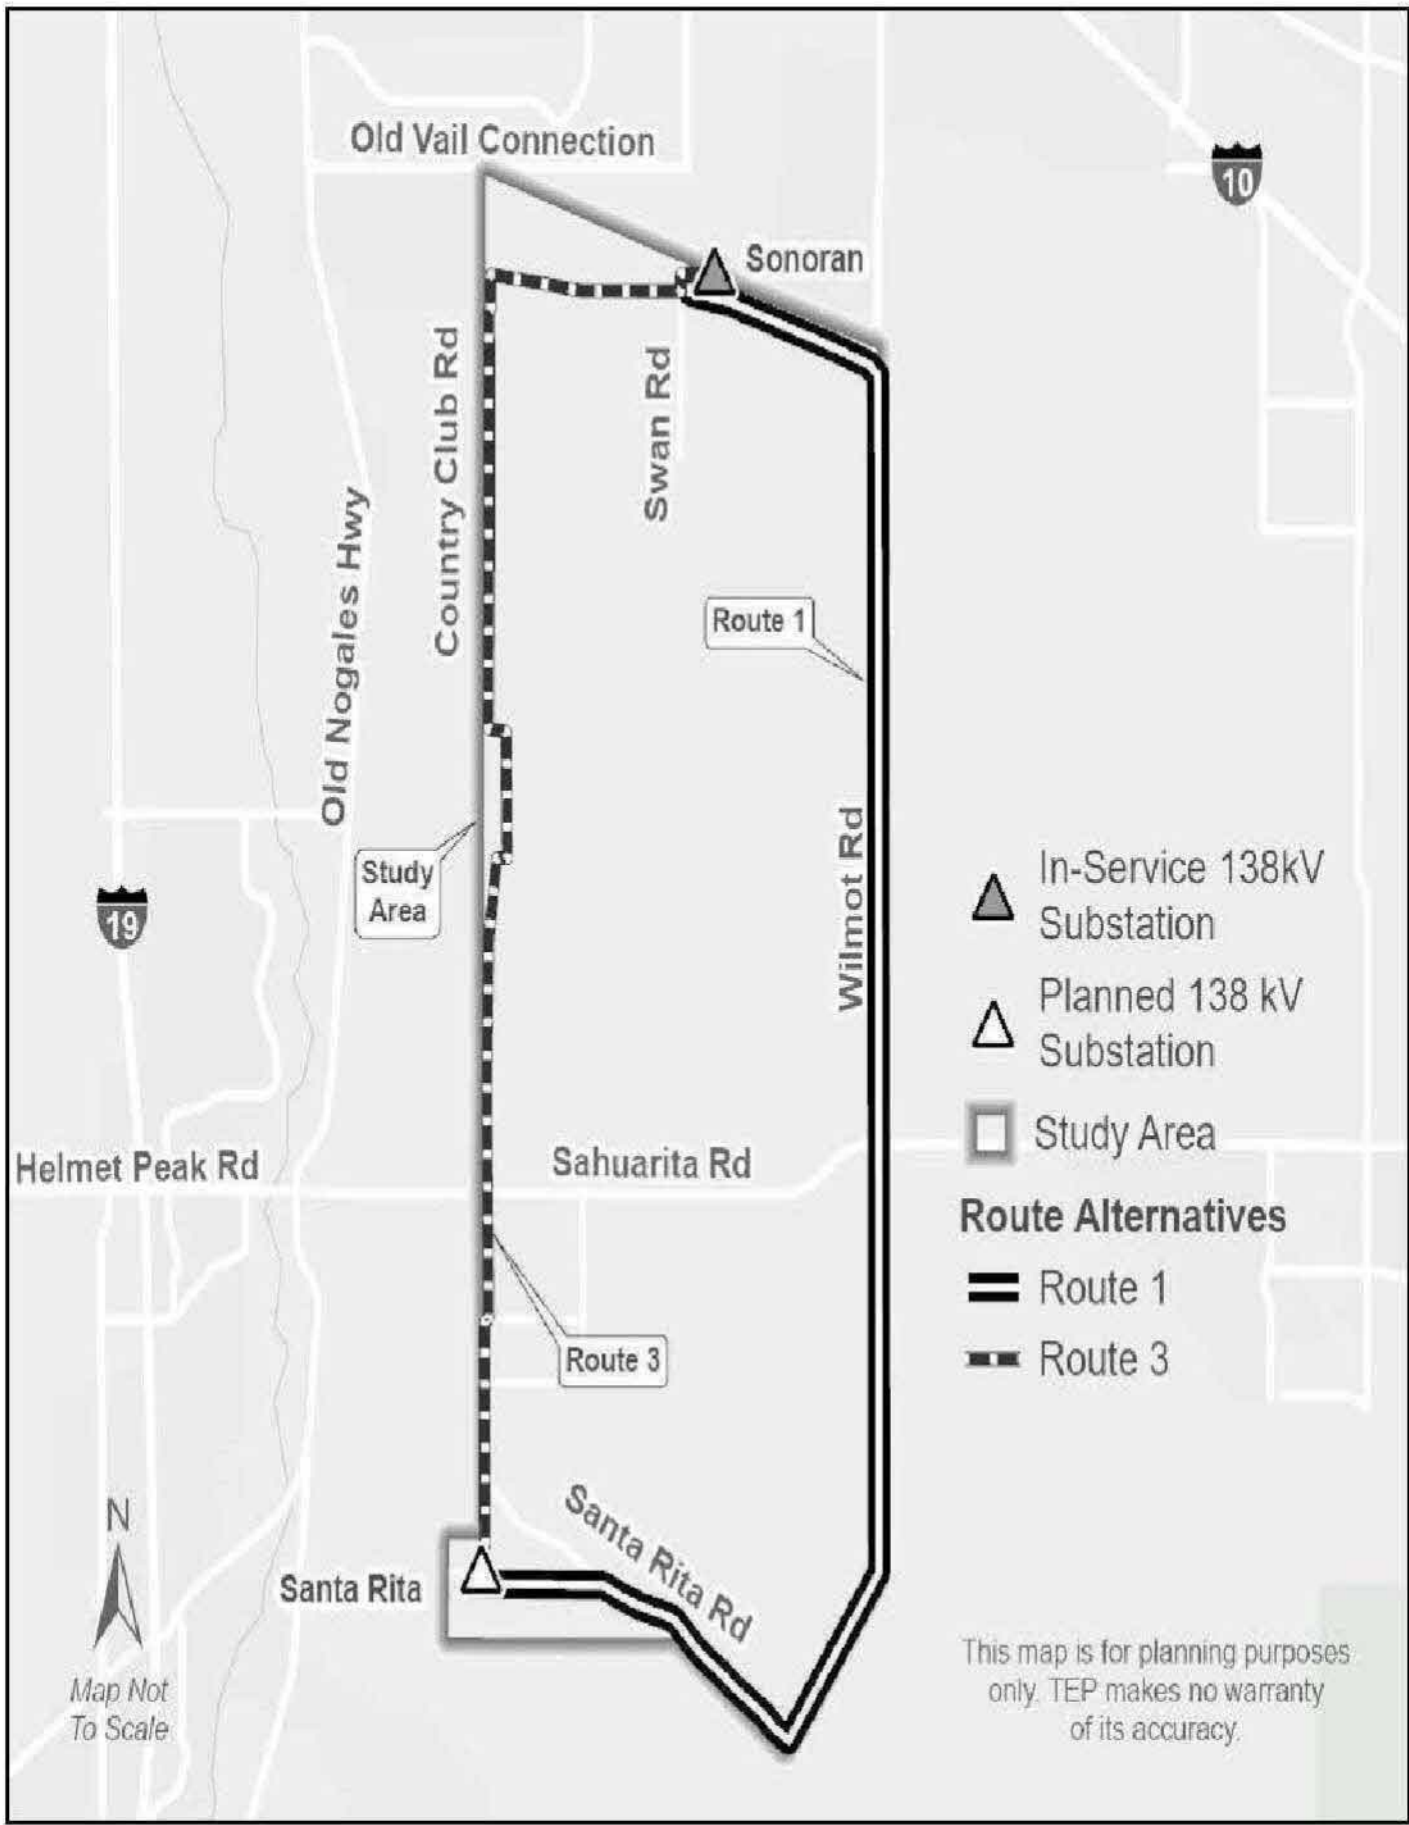 Old Vail Connection
10
Sonoran
Country Club Rd
Swan Rd
Old Nogales Hwy
Route 1
Wilmot Rd
Study
Area
19
In-Service 138kV
Substation
Planned 138 kV
Substation
Study Area
Helmet Peak Rd
Sahuarita Rd
Route Alternatives
Route 1
Route 3
Route 3
N
Santa Rita Rd
Santa Rita
Map Not
To Scale
This map is for planning purposes
only. TEP makes no warranty
of its accuracy.